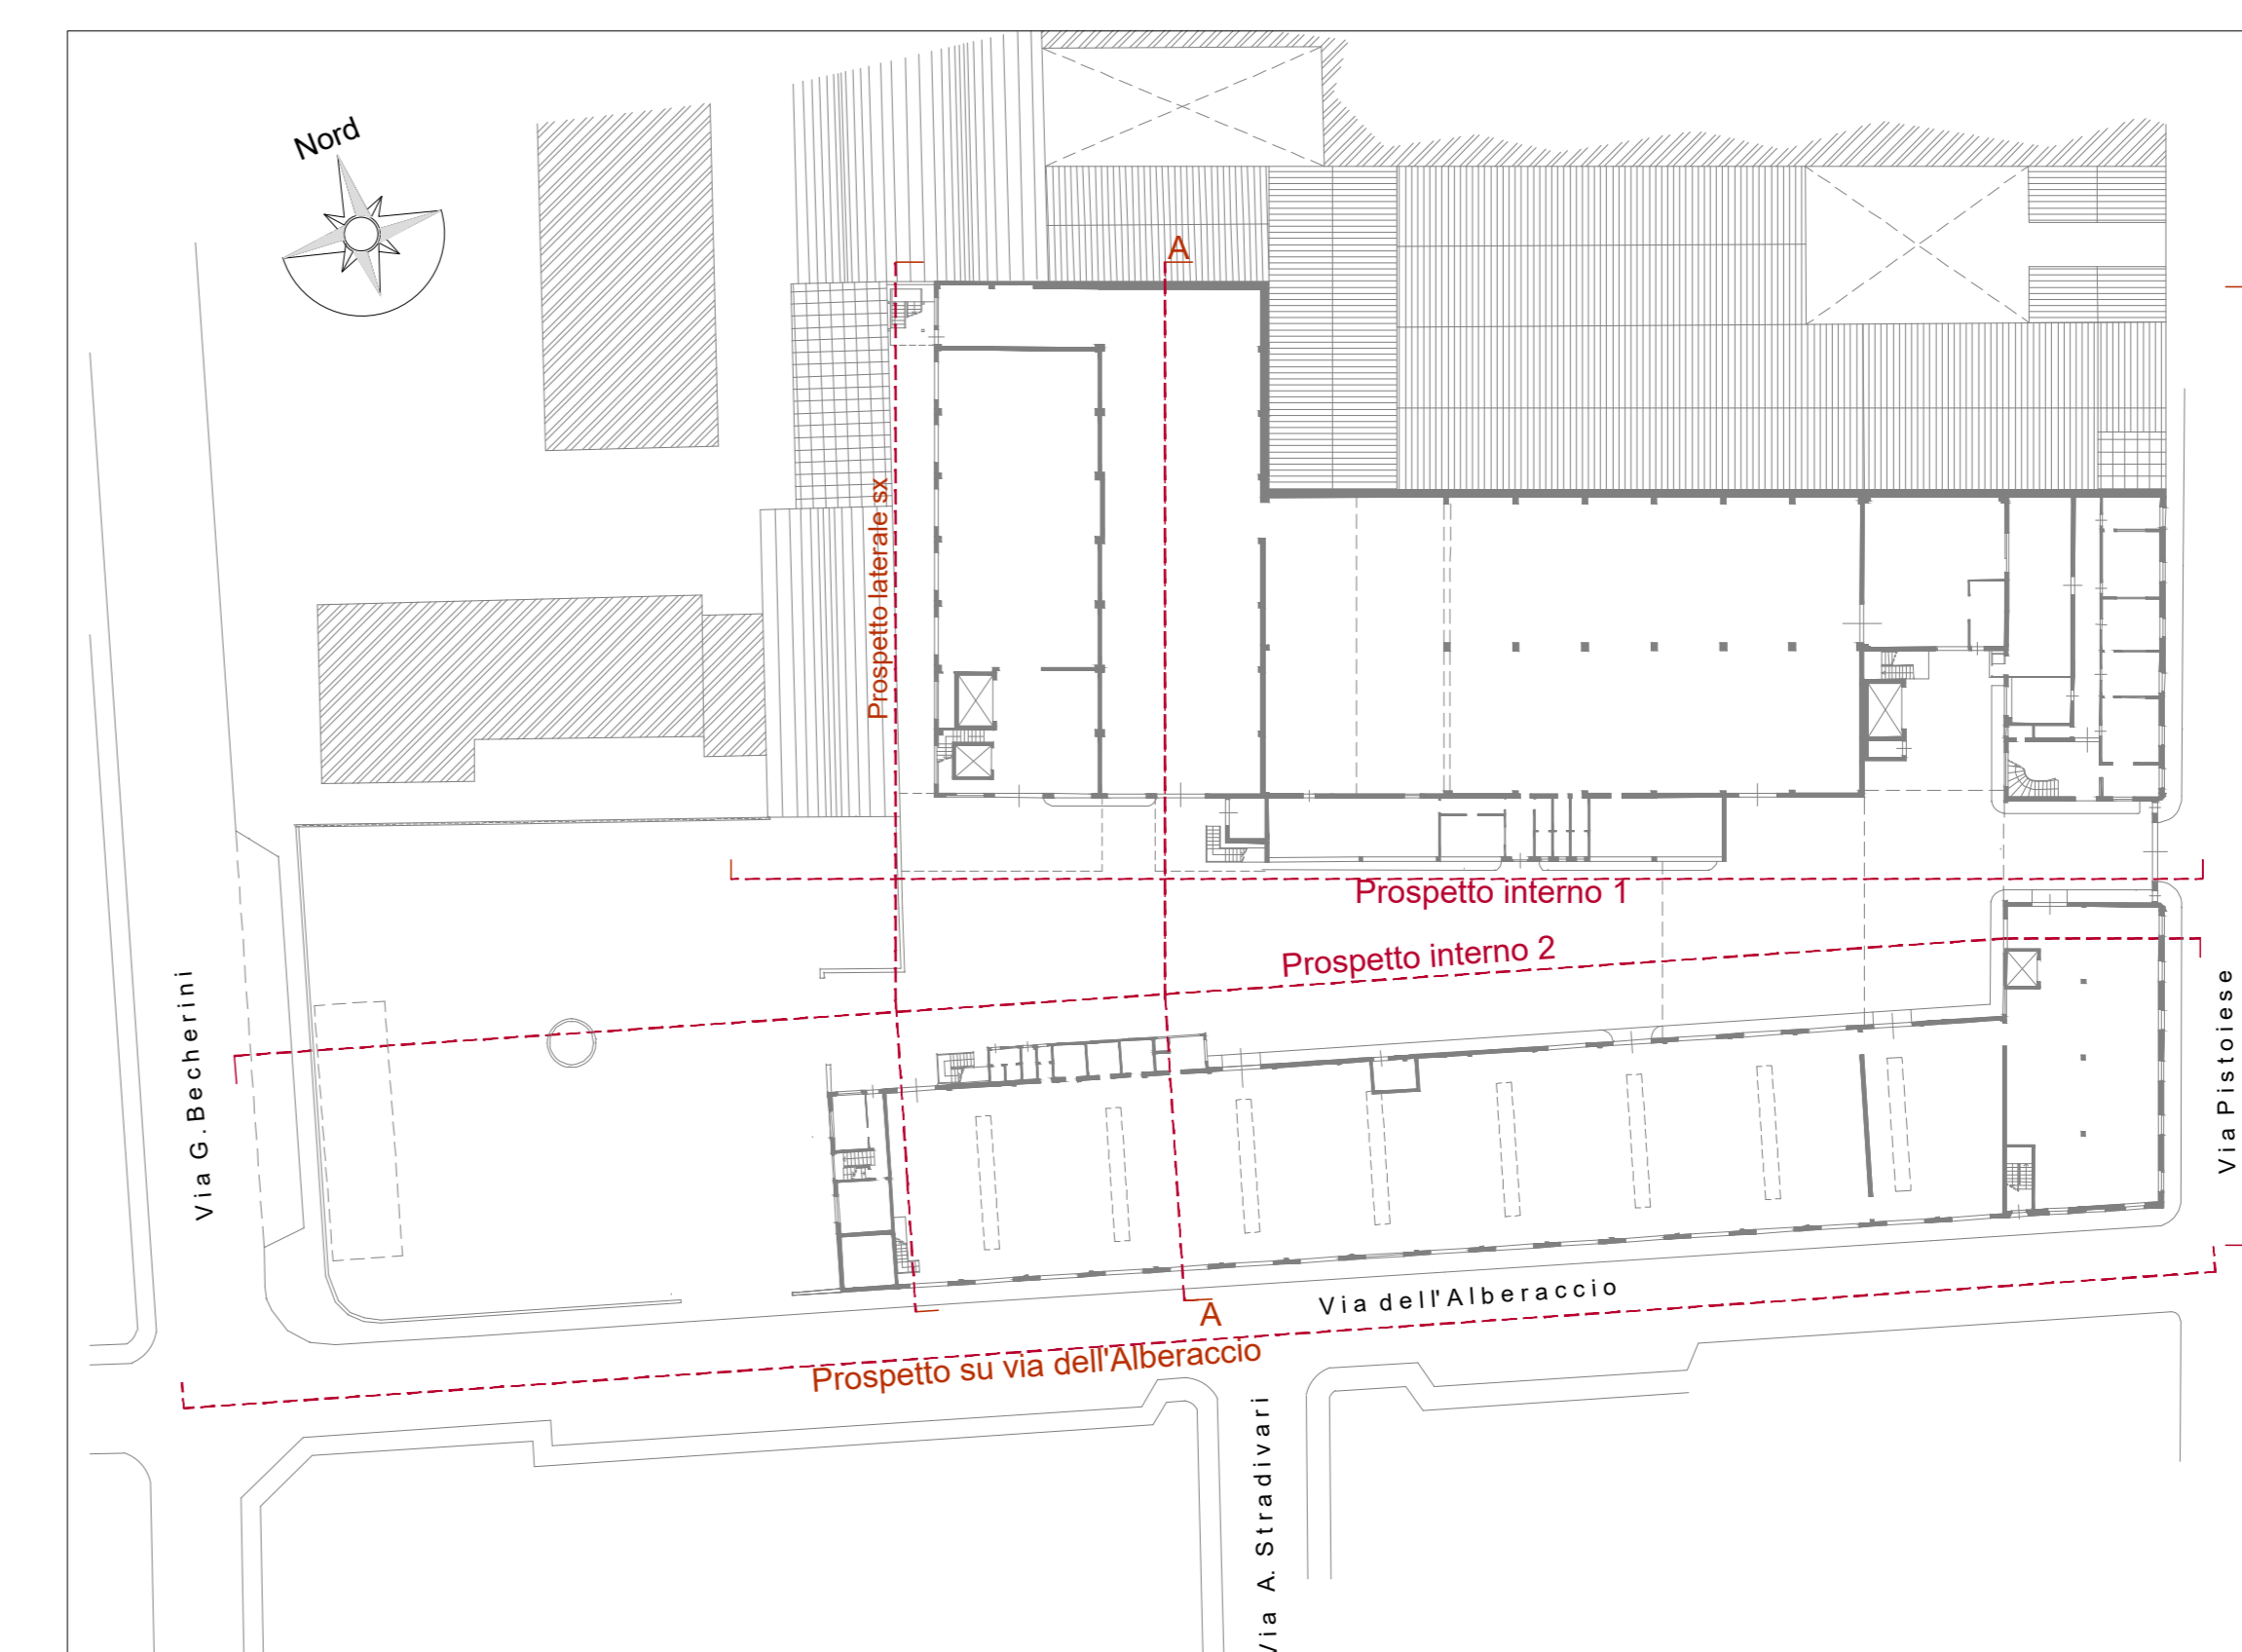 Nord
A
Prospetto laterale sx
Prospetto interno 1
Prospetto interno 2
Via G. Becherini
Via Pistoiese
Via dell'Alberaccio
A
Prospetto su via dell'Alberaccio
Via A. Stradivari